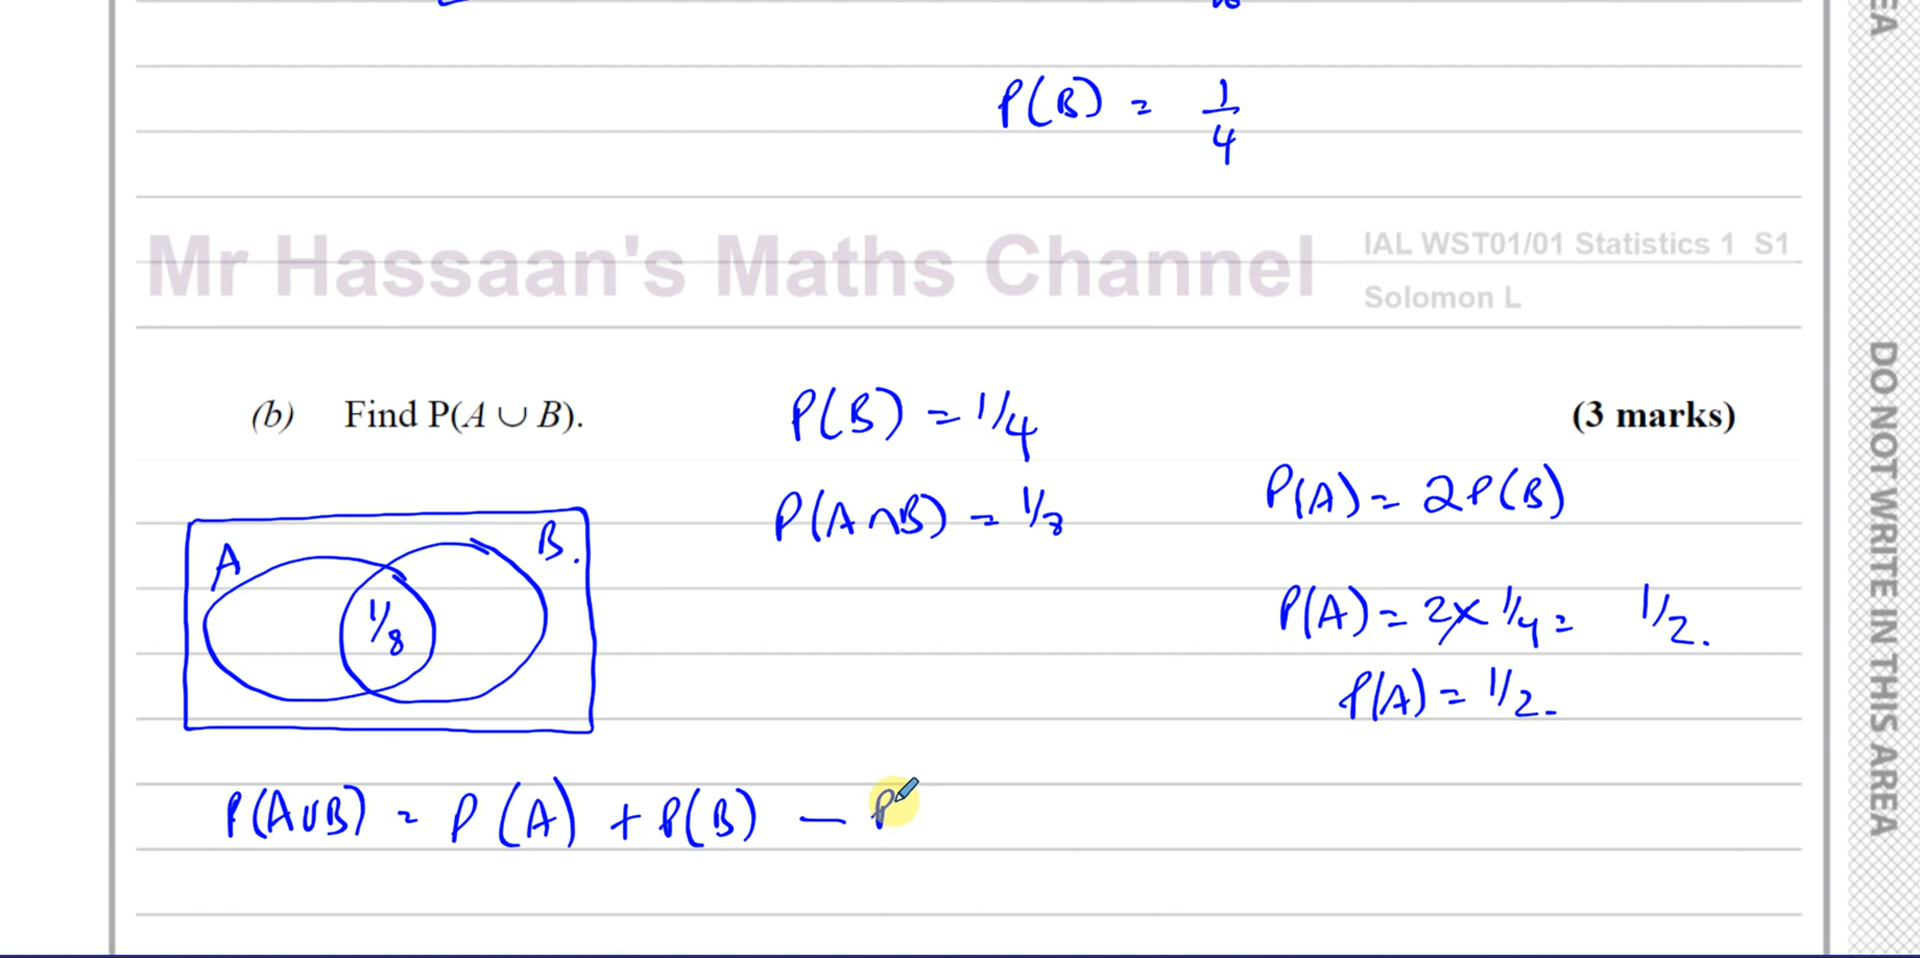 P(B) = 1/4
Mr Hassaan's Maths Channel
IAL WST01/01 Statistics 1 S1
Solomon L
(b) Find P(A ∪ B).
(3 marks)
P(B) = 1/4
P(A∩B) = 1/8
P(A) = 2P(B)
A
B.
1/8
P(A) = 2 x 1/4 = 1/2.
P(A) = 1/2.
P(A∪B) = P(A) + P(B) - P
EA
DO NOT WRITE IN THIS AREA